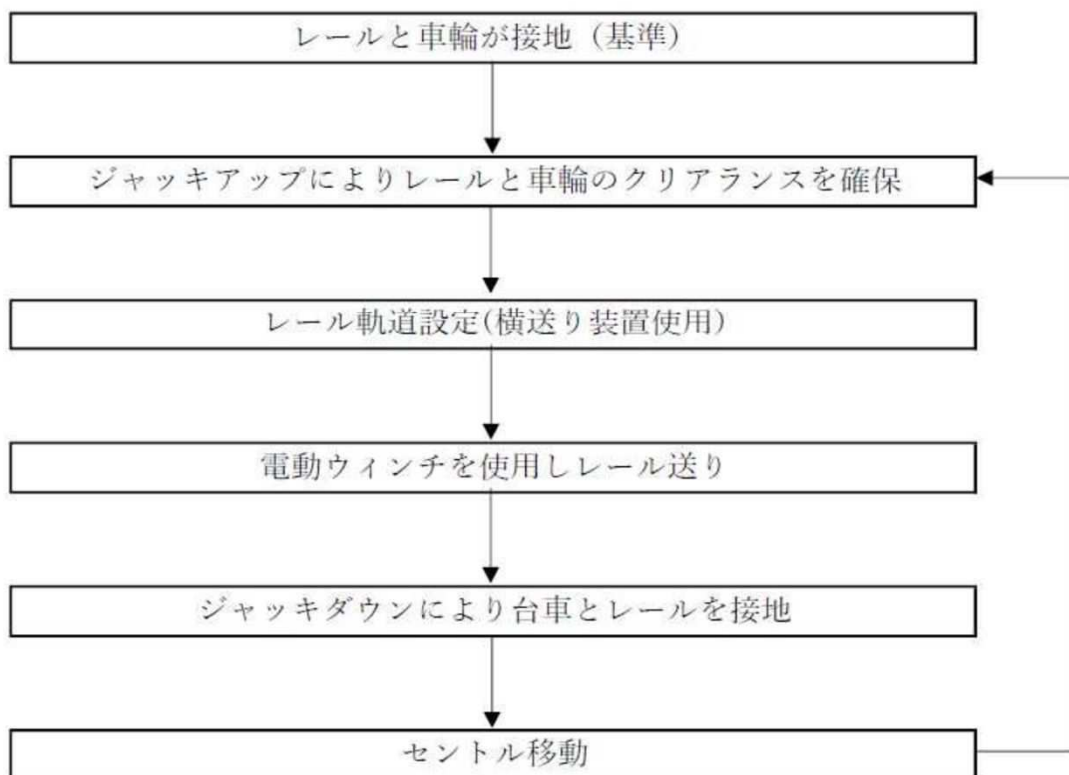 レールと車輪が接地（基準）
ジャッキアップによりレールと車輪のクリアランスを確保
レール軌道設定(横送り装置使用)
電動ウィンチを使用しレール送り
ジャッキダウンにより台車とレールを接地
セントル移動